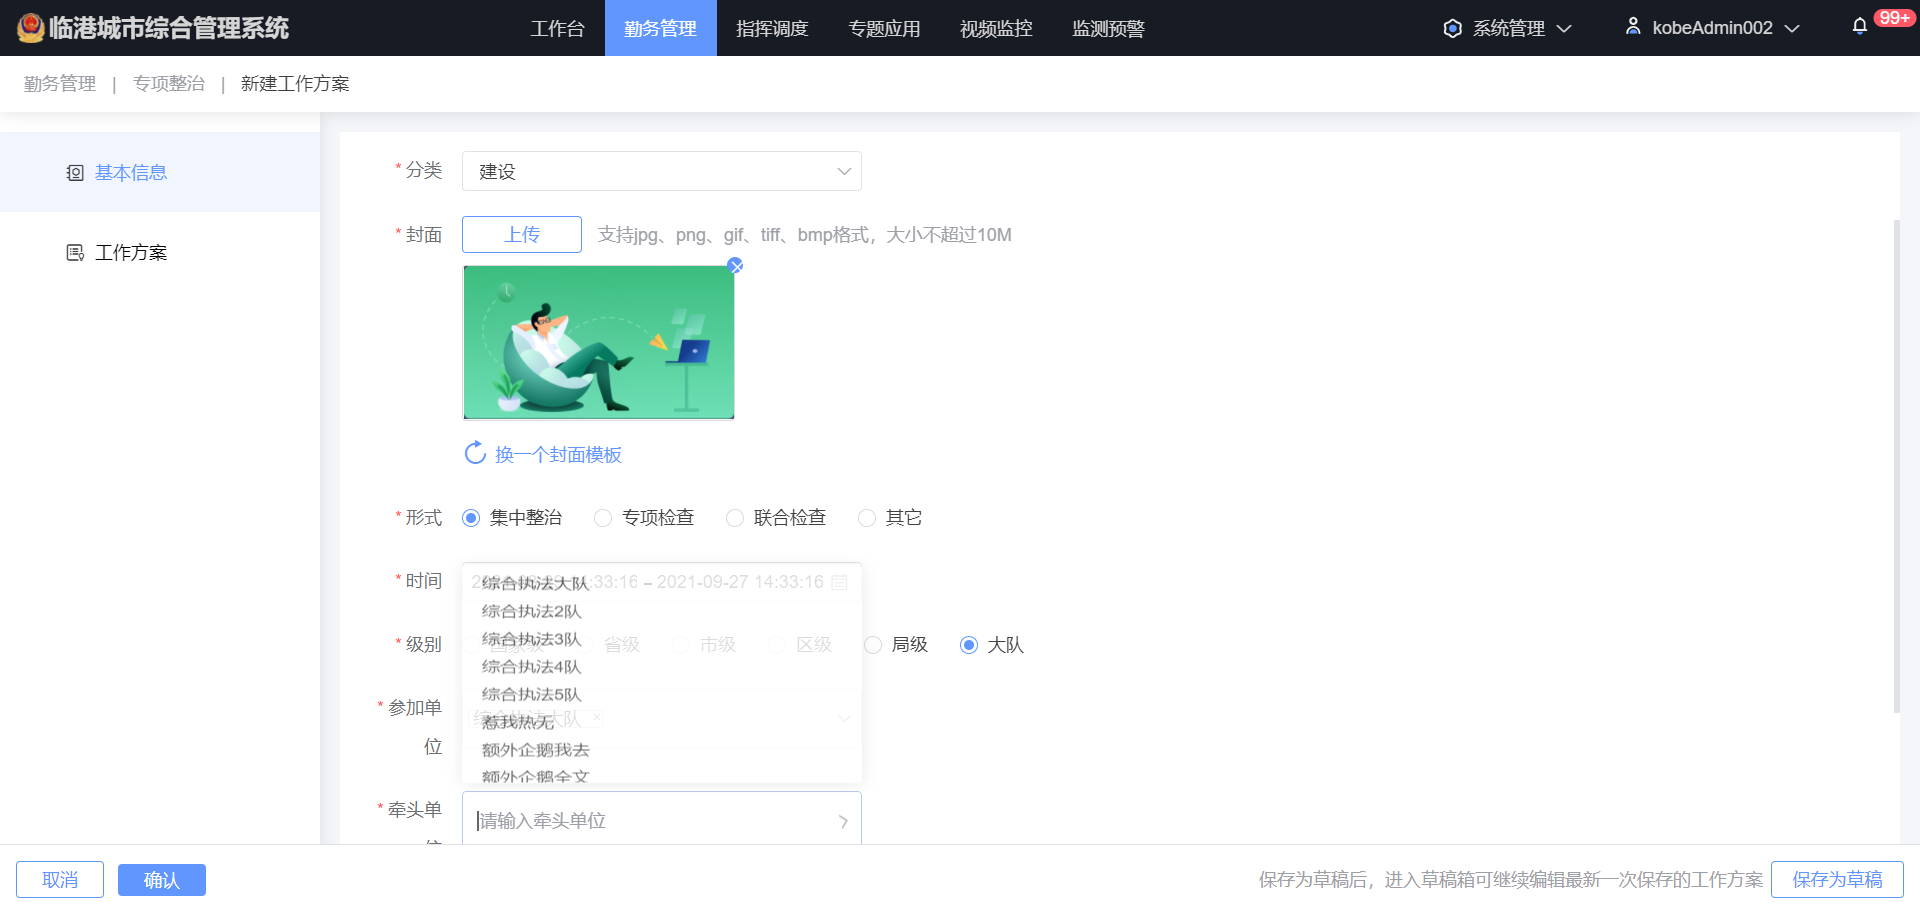 临港城市综合管理系统
工作台 勤务管理 指挥调度 专题应用 视频监控 监测预警
系统管理 kobeAdmin002 99+
勤务管理 | 专项整治 | 新建工作方案
基本信息
工作方案
* 分类 建设
* 封面 上传 支持jpg、png、gif、tiff、bmp格式，大小不超过10M
换一个封面模板
* 形式 集中整治 专项检查 联合检查 其它
* 时间 :33:16 – 2021-09-27 14:33:16
综合执法大队
综合执法2队
* 级别 省级 市级 区级 局级 大队
综合执法3队
综合执法4队
综合执法5队
* 参加单位 大队 ×
惹我热无
额外企鹅我去
额外企鹅全文
* 牵头单 请输入牵头单位
取消 确认 保存为草稿后，进入草稿箱可继续编辑最新一次保存的工作方案 保存为草稿